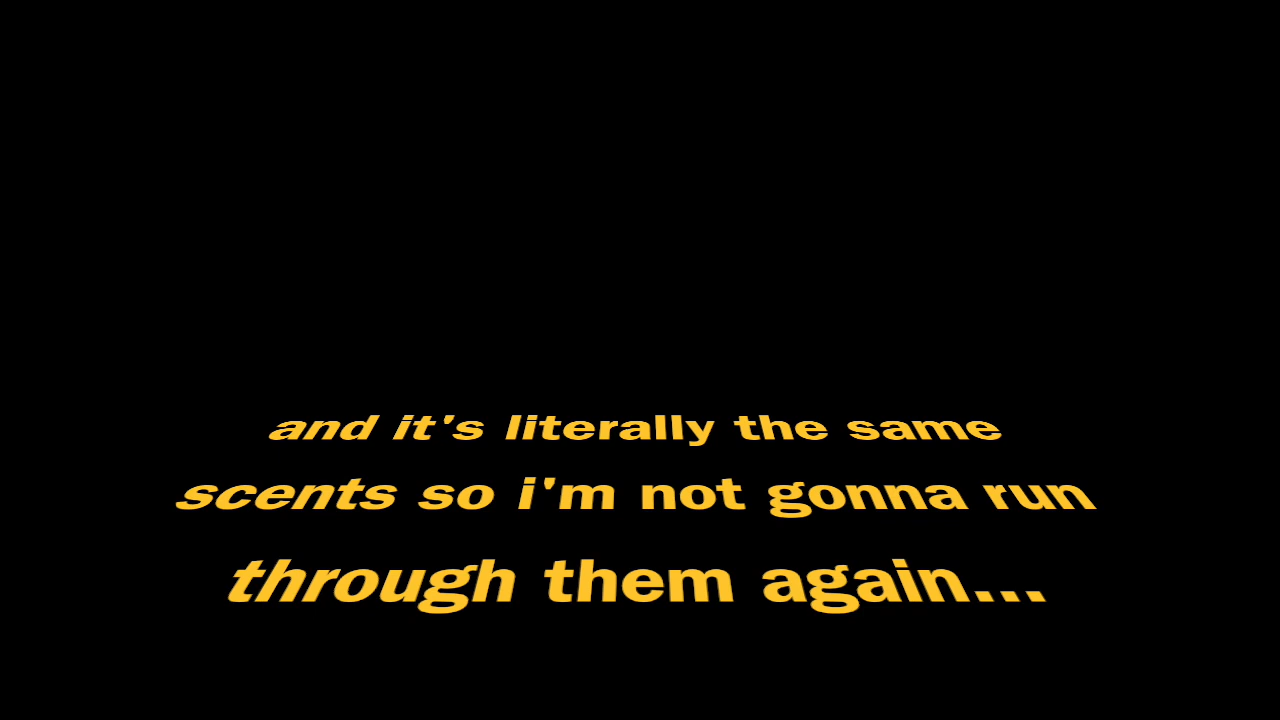 and it's literally the same
scents so i'm not gonna run
through them again...